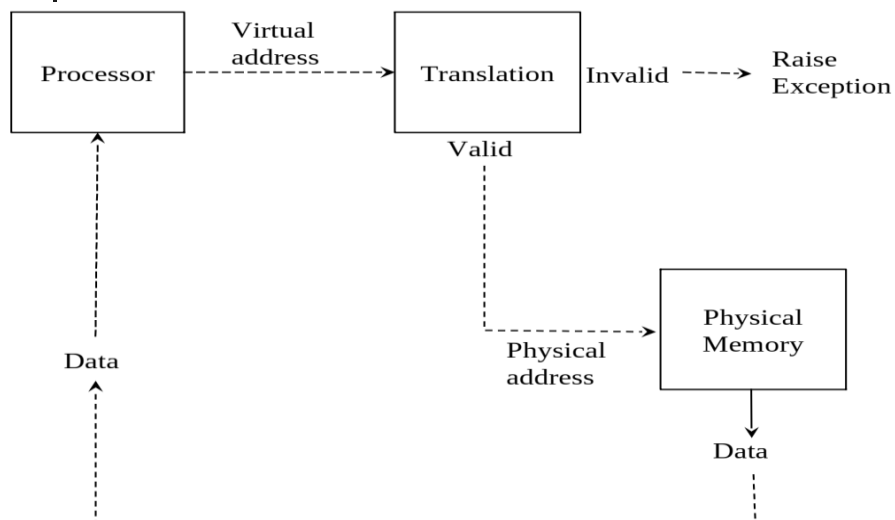 Virtual
address
Processor
Translation
Invalid
Raise
Exception
Valid
Physical
Memory
Physical
address
Data
Data